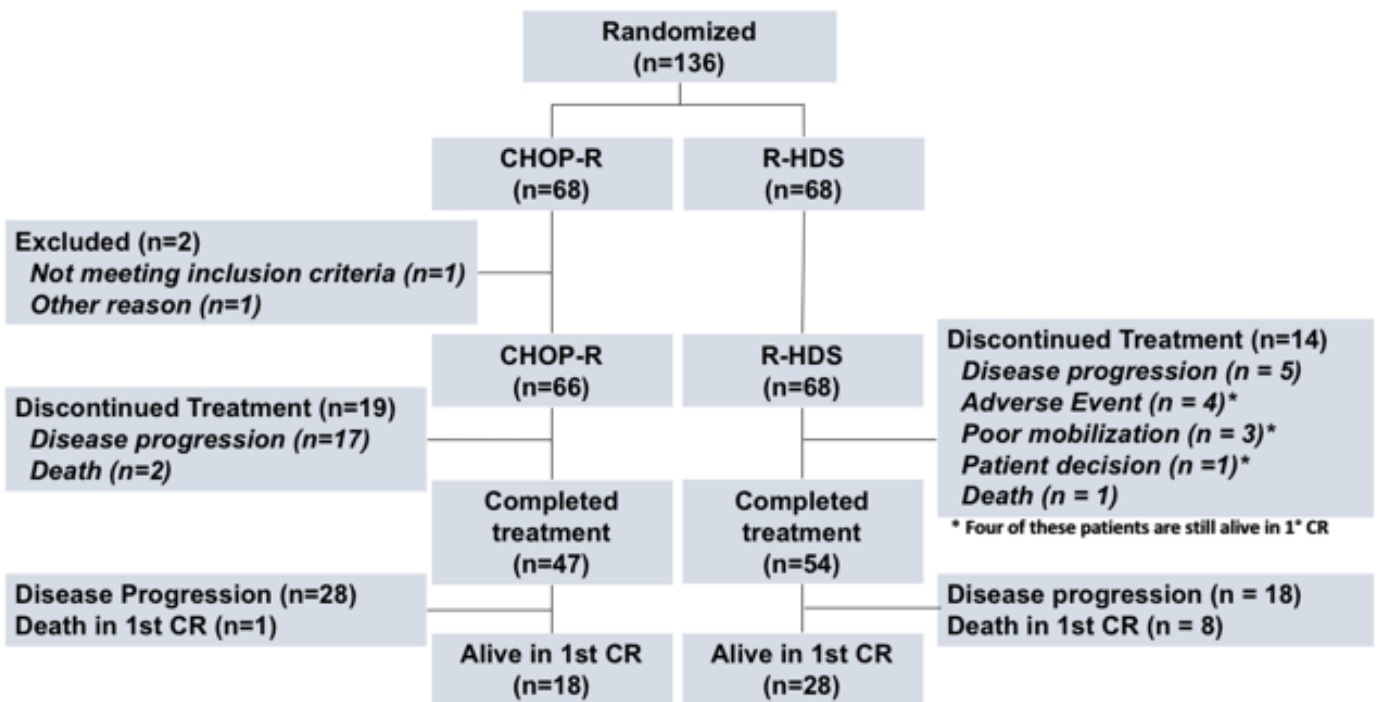 Randomized
(n=136)
CHOP-R
(n=68)
R-HDS
(n=68)
Excluded (n=2)
Not meeting inclusion criteria (n=1)
Other reason (n=1)
CHOP-R
(n=66)
R-HDS
(n=68)
Discontinued Treatment (n=14)
Disease progression (n = 5)
Adverse Event (n = 4)*
Poor mobilization (n = 3)*
Patient decision (n =1)*
Death (n = 1)
* Four of these patients are still alive in 1° CR
Discontinued Treatment (n=19)
Disease progression (n=17)
Death (n=2)
Completed
treatment
(n=47)
Completed
treatment
(n=54)
Disease Progression (n=28)
Death in 1st CR (n=1)
Disease progression (n = 18)
Death in 1st CR (n = 8)
Alive in 1st CR
(n=18)
Alive in 1st CR
(n=28)